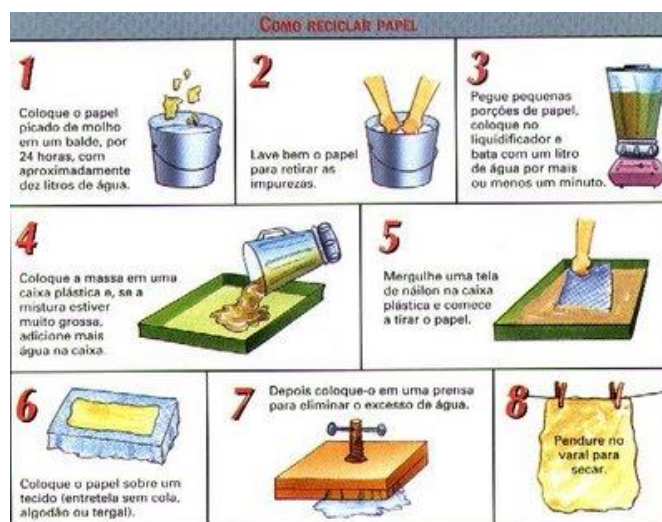 COMO RECICLAR PAPEL
1
Coloque o papel
picado de molho
em um balde, por
24 horas, com
aproximadamente
dez litros de água.
2
Lave bem o papel
para retirar as
impurezas.
3
Pegue pequenas
porções de papel,
coloque no
liquidificador e
bata com um litro
de água por mais
ou menos um minuto.
4
Coloque a massa em uma
caixa plástica e, se a
mistura estiver
muito grossa,
adicione mais
água na caixa.
5
Mergulhe uma tela
de náilon na caixa
plástica e comece
a tirar o papel.
6
Coloque o papel sobre um
tecido (entretela sem cola,
algodão ou tergal).
7
Depois coloque-o em uma prensa
para eliminar o excesso de água.
8
Pendure no
varal para
secar.